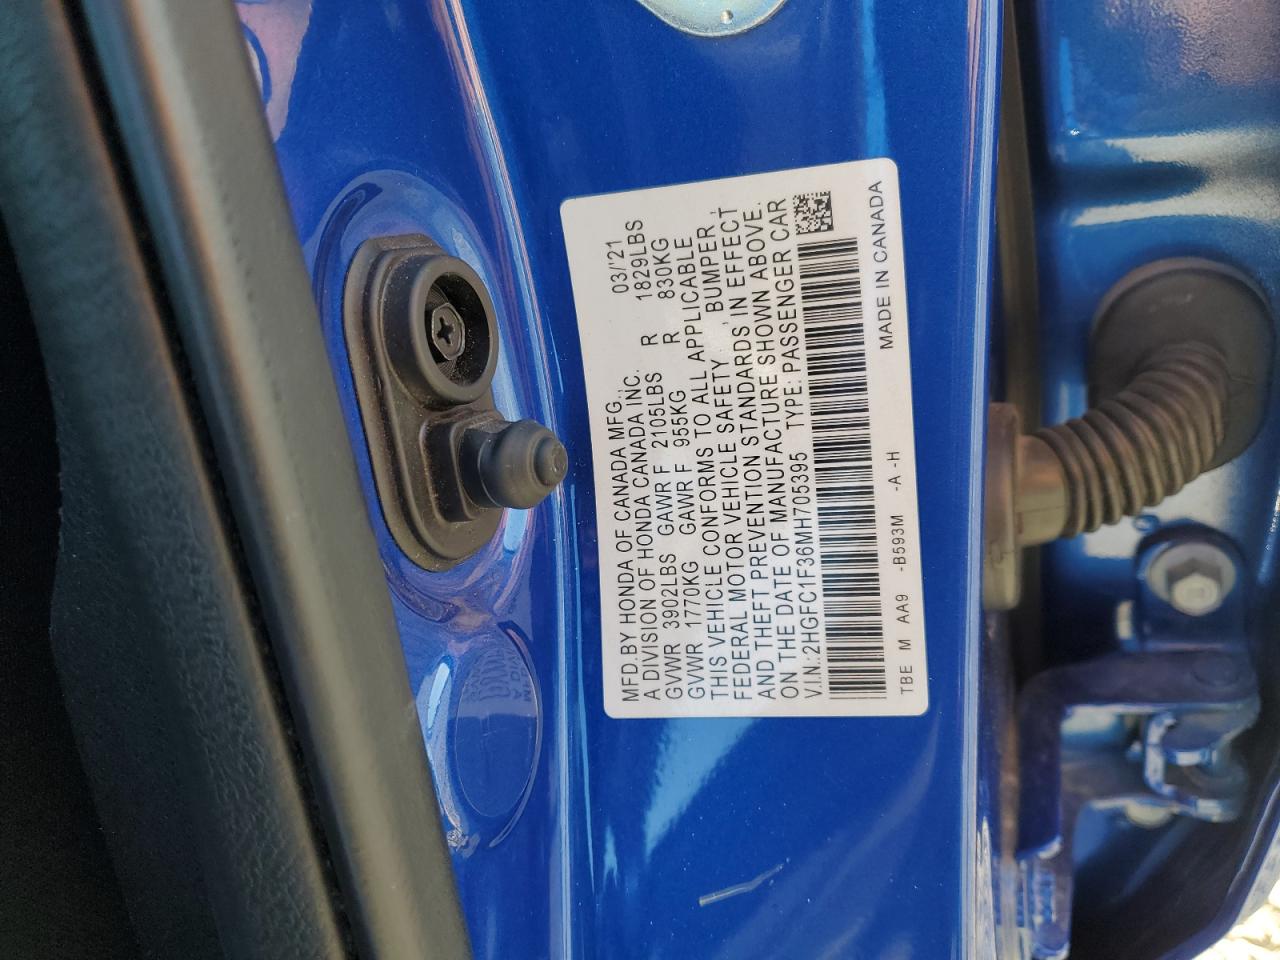 MFD.BY HONDA OF CANADA MFG., 03/'21
A DIVISION OF HONDA CANADA INC.
GVWR 3902LBS GAWR F 2105LBS R 1829LBS
GVWR 1770KG GAWR F 955KG R 830KG
THIS VEHICLE CONFORMS TO ALL APPLICABLE
FEDERAL MOTOR VEHICLE SAFETY, BUMPER,
AND THEFT PREVENTION STANDARDS IN EFFECT
ON THE DATE OF MANUFACTURE SHOWN ABOVE.
V.I.N.: 2HGFC1F36MH705395 TYPE: PASSENGER CAR
TBE M AA9 -B593M -A -H MADE IN CANADA